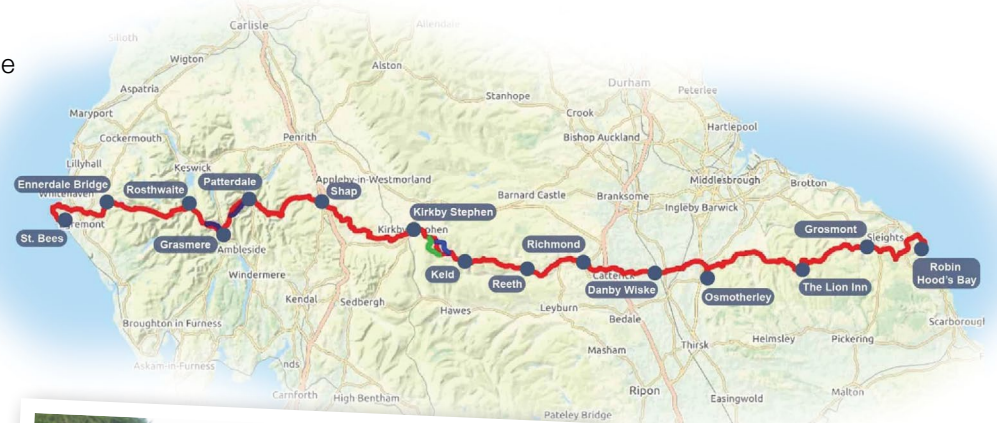 e
Carlisle
Allendale
Silloth
Wigton
Alston
Durham
Aspatria
Stanhope
Peterlee
Crook
Maryport
Penrith
Hartlepool
Cockermouth
Bishop Auckland
Lillyhall
Keswick
Patterdale
Appleby-in-Westmorland
Middlesbrough
Ennerdale Bridge
Rosthwaite
Shap
Barnard Castle
Branksome
Brotton
Ingleby Barwick
Kirkby Stephen
Grosmont
St. Bees
Grasmere
Ambleside
Richmond
Sleights
Keld
Reeth
Catterick
Danby Wiske
The Lion Inn
Robin
Hood's Bay
Windermere
Osmotherley
Kendal
Sedbergh
Hawes
Leyburn
Bedale
Broughton in Furness
Thirsk
Helmsley
Pickering
Scarboroug
Masham
Askam-in-Furness
nds
Ripon
Easingwold
Malton
Carnforth
High Bentham
Pateley Bridge